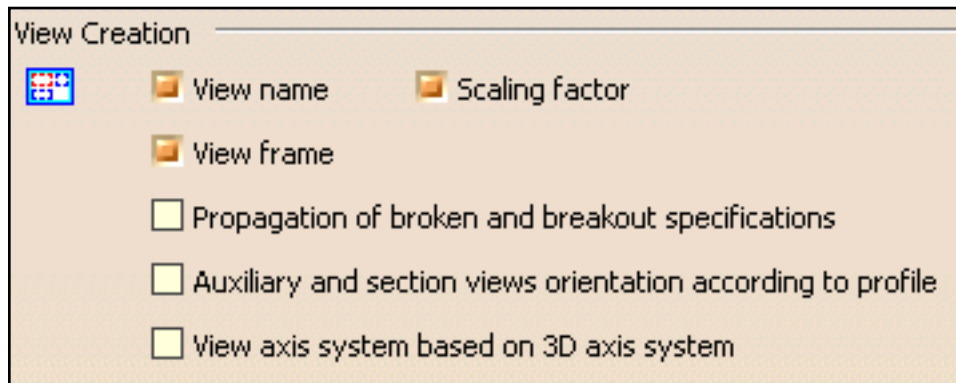 View Creation
View name Scaling factor
View frame
Propagation of broken and breakout specifications
Auxiliary and section views orientation according to profile
View axis system based on 3D axis system